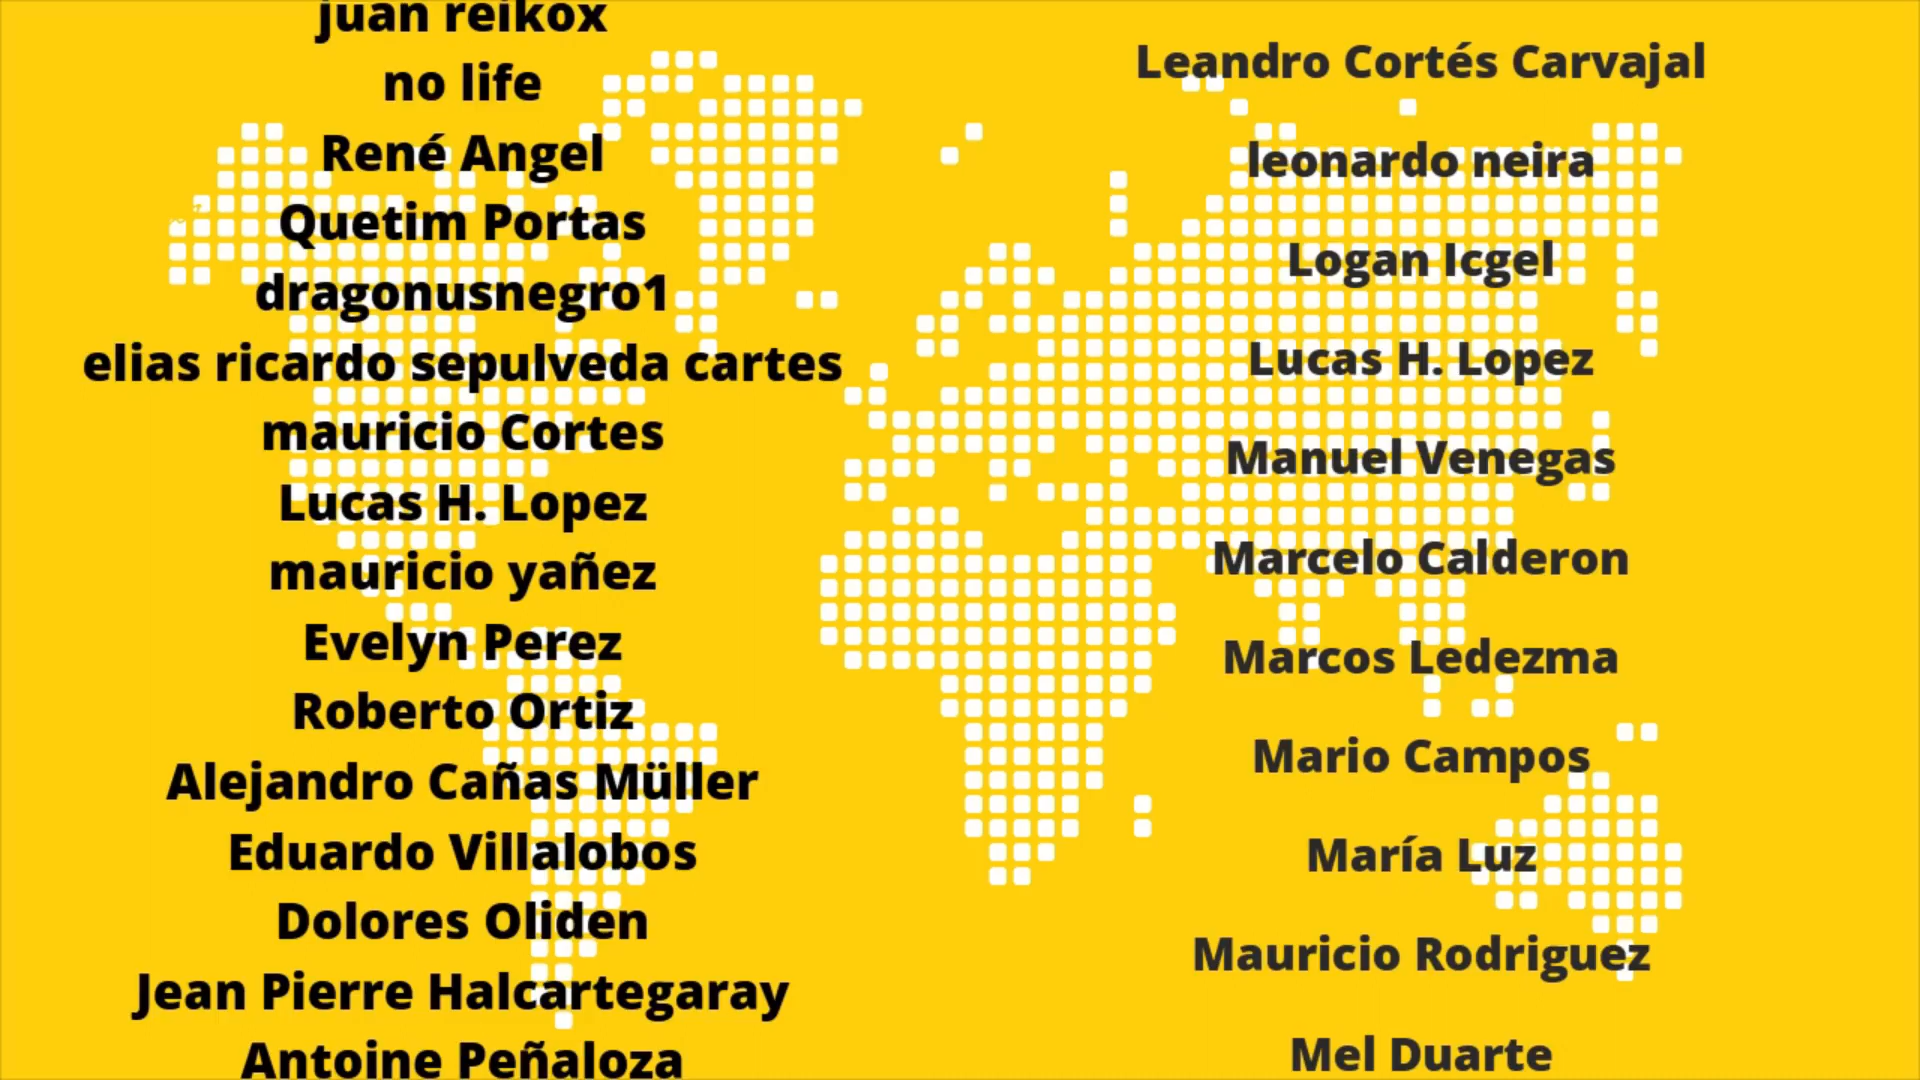 juan reikox
no life
René Angel
Quetim Portas
dragonusnegro1
elias ricardo sepulveda cartes
mauricio Cortes
Lucas H. Lopez
mauricio yañez
Evelyn Perez
Roberto Ortiz
Alejandro Cañas Müller
Eduardo Villalobos
Dolores Oliden
Jean Pierre Halcartegaray
Antoine Peñaloza
Leandro Cortés Carvajal
leonardo neira
Logan Icgel
Lucas H. Lopez
Manuel Venegas
Marcelo Calderon
Marcos Ledezma
Mario Campos
María Luz
Mauricio Rodriguez
Mel Duarte